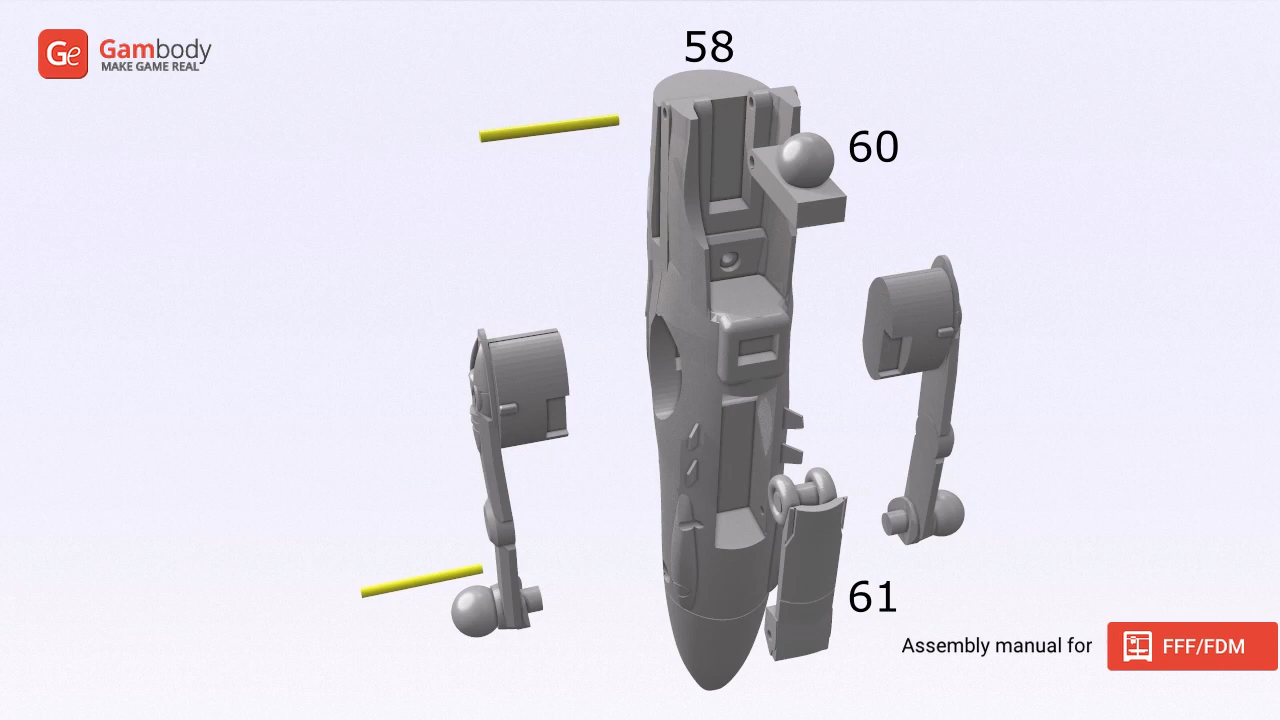 Ge
Gambody
MAKE GAME REAL
58
60
61
Assembly manual for
FFF/FDM